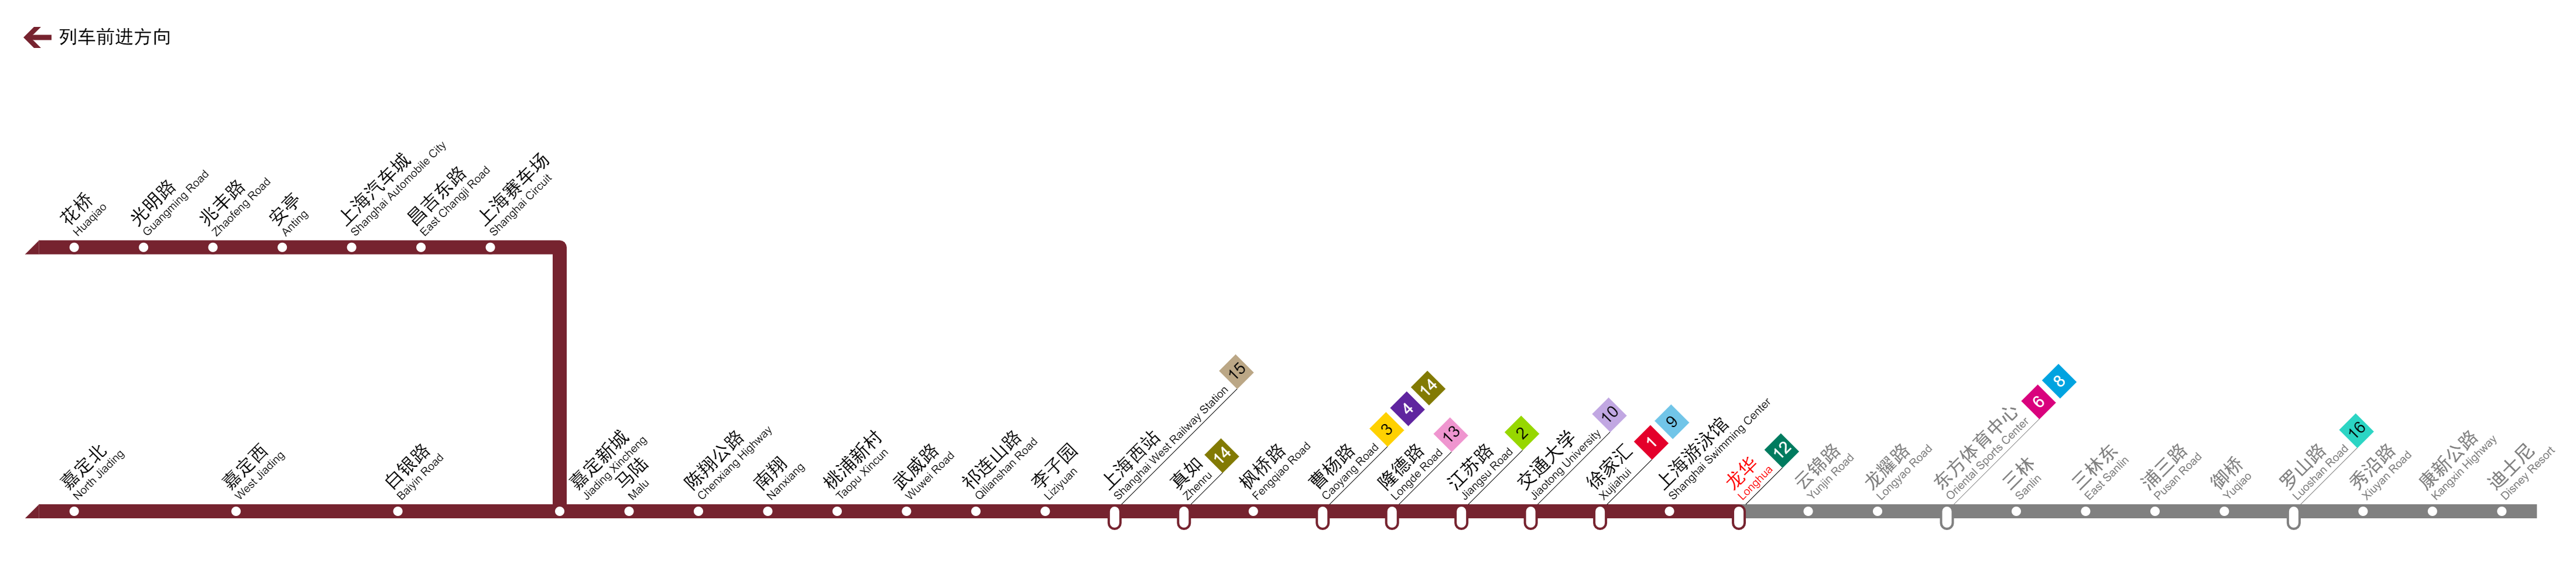 列车前进方向
花桥
Huaqiao
光明路
Guangming Road
兆丰路
Zhaofeng Road
安亭
Anting
上海汽车城
Shanghai Automobile City
昌吉东路
East Changji Road
上海赛车场
Shanghai Circuit
嘉定北
North Jiading
嘉定西
West Jiading
白银路
Baiyin Road
嘉定新城
Jiading Xincheng
马陆
Malu
陈翔公路
Chenxiang Highway
南翔
Nanxiang
桃浦新村
Taopu Xincun
武威路
Wuwei Road
祁连山路
Qilianshan Road
李子园
Liziyuan
上海西站
Shanghai West Railway Station
15
真如
Zhenru
14
枫桥路
Fengqiao Road
曹杨路
Caoyang Road
3
4
14
隆德路
Longde Road
13
江苏路
Jiangsu Road
2
交通大学
Jiaotong University
10
徐家汇
Xujiahui
1
9
上海游泳馆
Shanghai Swimming Center
龙华
Longhua
12
云锦路
Yunjin Road
龙耀路
Longyao Road
东方体育中心
Oriental Sports Center
6
8
三林
Sanlin
三林东
East Sanlin
浦三路
Pusan Road
御桥
Yuqiao
罗山路
Luoshan Road
16
秀沿路
Xiuyan Road
康新公路
Kangxin Highway
迪士尼
Disney Resort